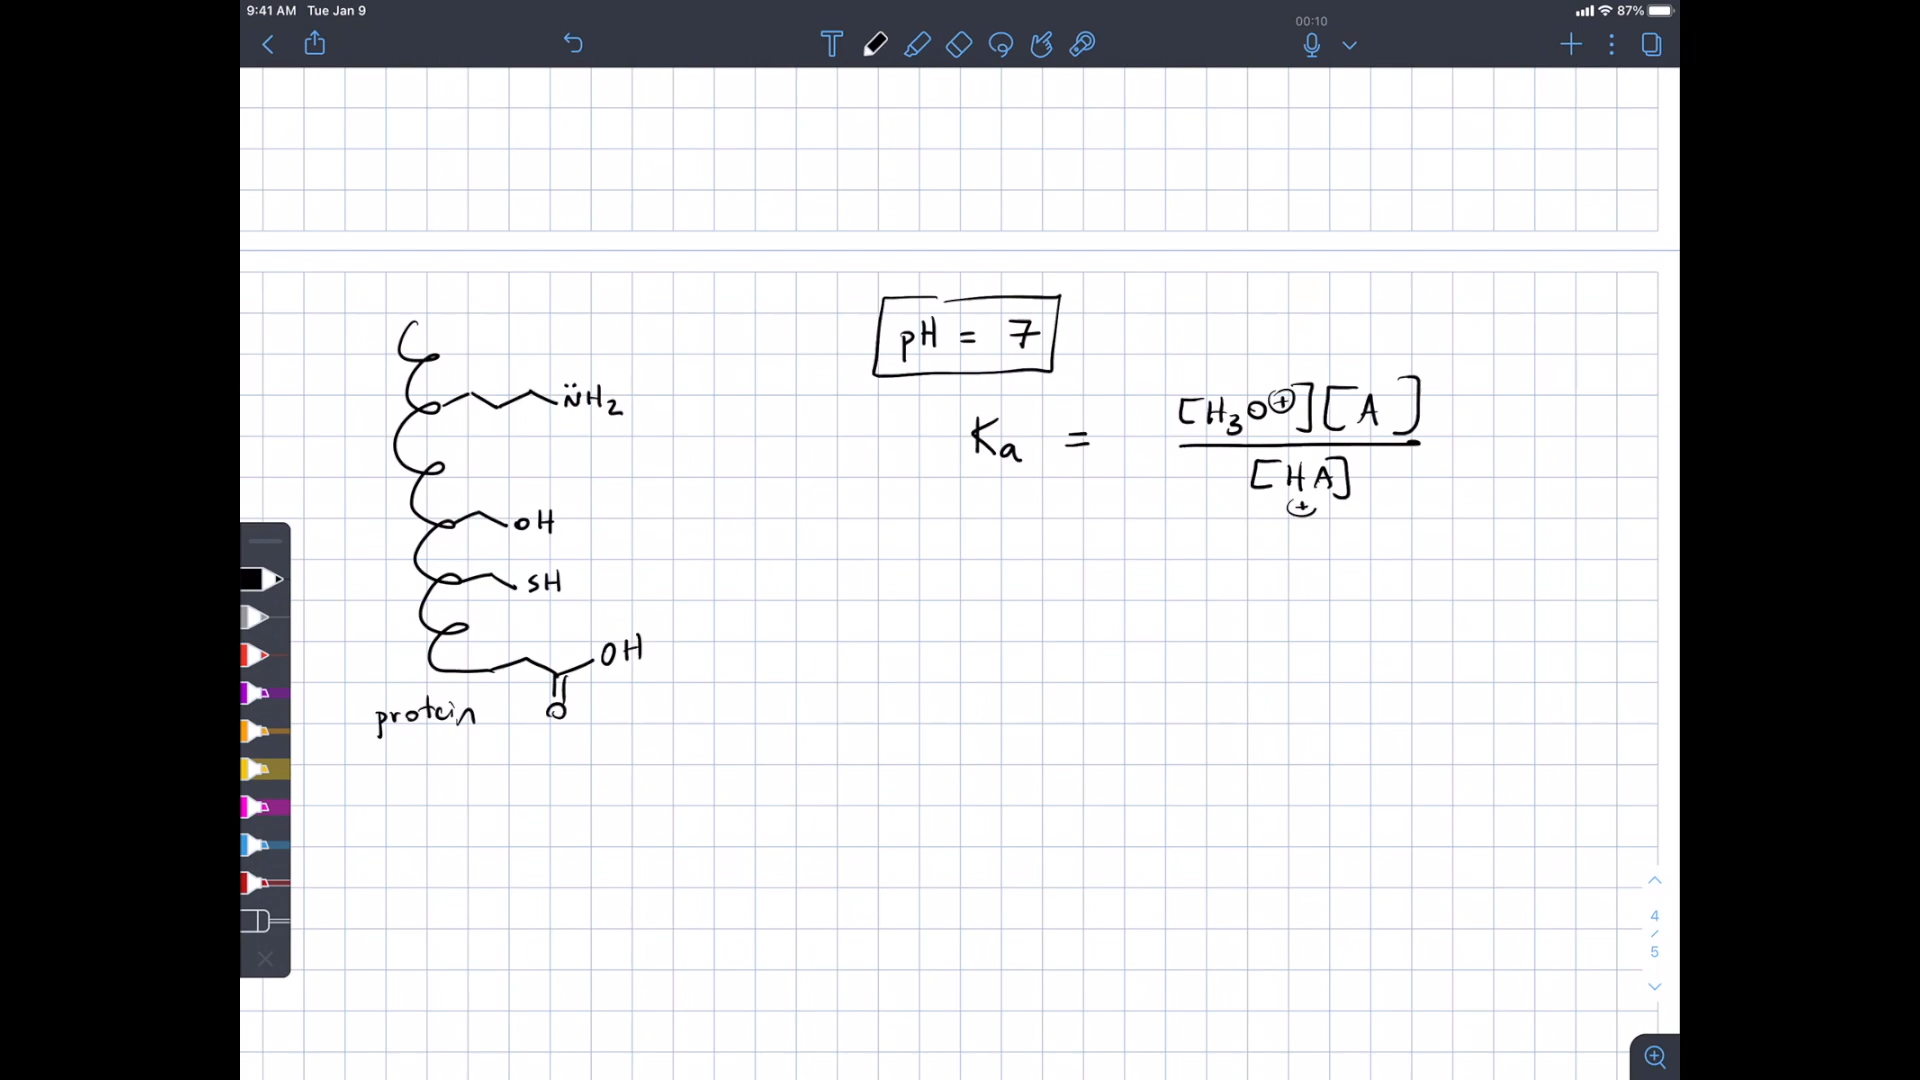 9:41 AM Tue Jan 9
87%
00:10
T
pH = 7
N̈H₂
Ka = [H₃O⊕][A ]
[HA]
⊕
OH
SH
OH
O
protein
4
/
5